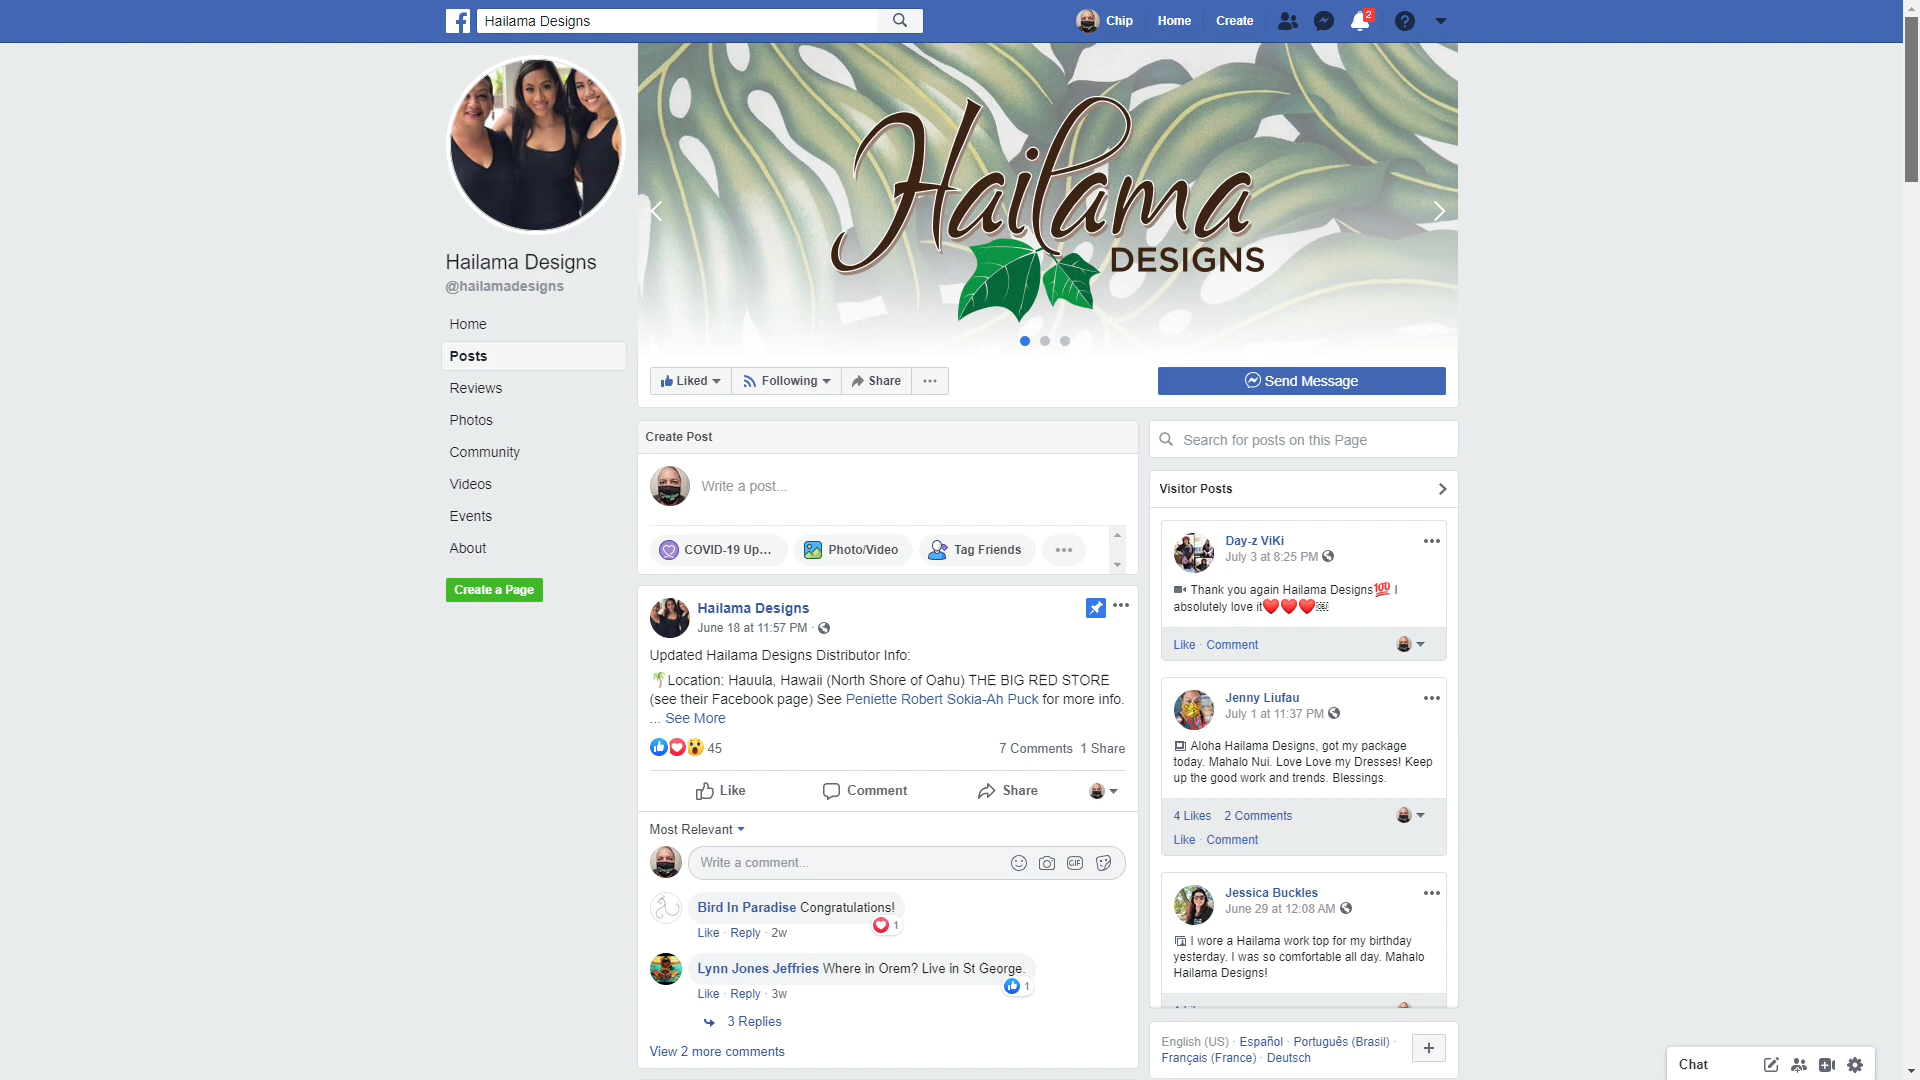 Hailama Designs
Chip
Home
Create
2
Hailama
DESIGNS
Hailama Designs
@hailamadesigns
Home
Posts
Reviews
Photos
Community
Videos
Events
About
Create a Page
Liked
Following
Share
Send Message
Create Post
Write a post...
COVID-19 Up...
Photo/Video
Tag Friends
Hailama Designs
June 18 at 11:57 PM ·
Updated Hailama Designs Distributor Info:
🌴Location: Hauula, Hawaii (North Shore of Oahu) THE BIG RED STORE
(see their Facebook page) See Peniette Robert Sokia-Ah Puck for more info.
... See More
45
7 Comments 1 Share
Like
Comment
Share
Most Relevant
Write a comment...
GIF
Bird In Paradise Congratulations!
1
Like · Reply · 2w
Lynn Jones Jeffries Where in Orem? Live in St George.
1
Like · Reply · 3w
3 Replies
View 2 more comments
Search for posts on this Page
Visitor Posts
Day-z ViKi
July 3 at 8:25 PM
Thank you again Hailama Designs💯 I
absolutely love it❤️❤️❤️
Like · Comment
Jenny Liufau
July 1 at 11:37 PM
Aloha Hailama Designs, got my package
today. Mahalo Nui. Love Love my Dresses! Keep
up the good work and trends. Blessings.
4 Likes 2 Comments
Like · Comment
Jessica Buckles
June 29 at 12:08 AM
I wore a Hailama work top for my birthday
yesterday. I was so comfortable all day. Mahalo
Hailama Designs!
English (US) · Español · Português (Brasil) ·
Français (France) · Deutsch
Chat